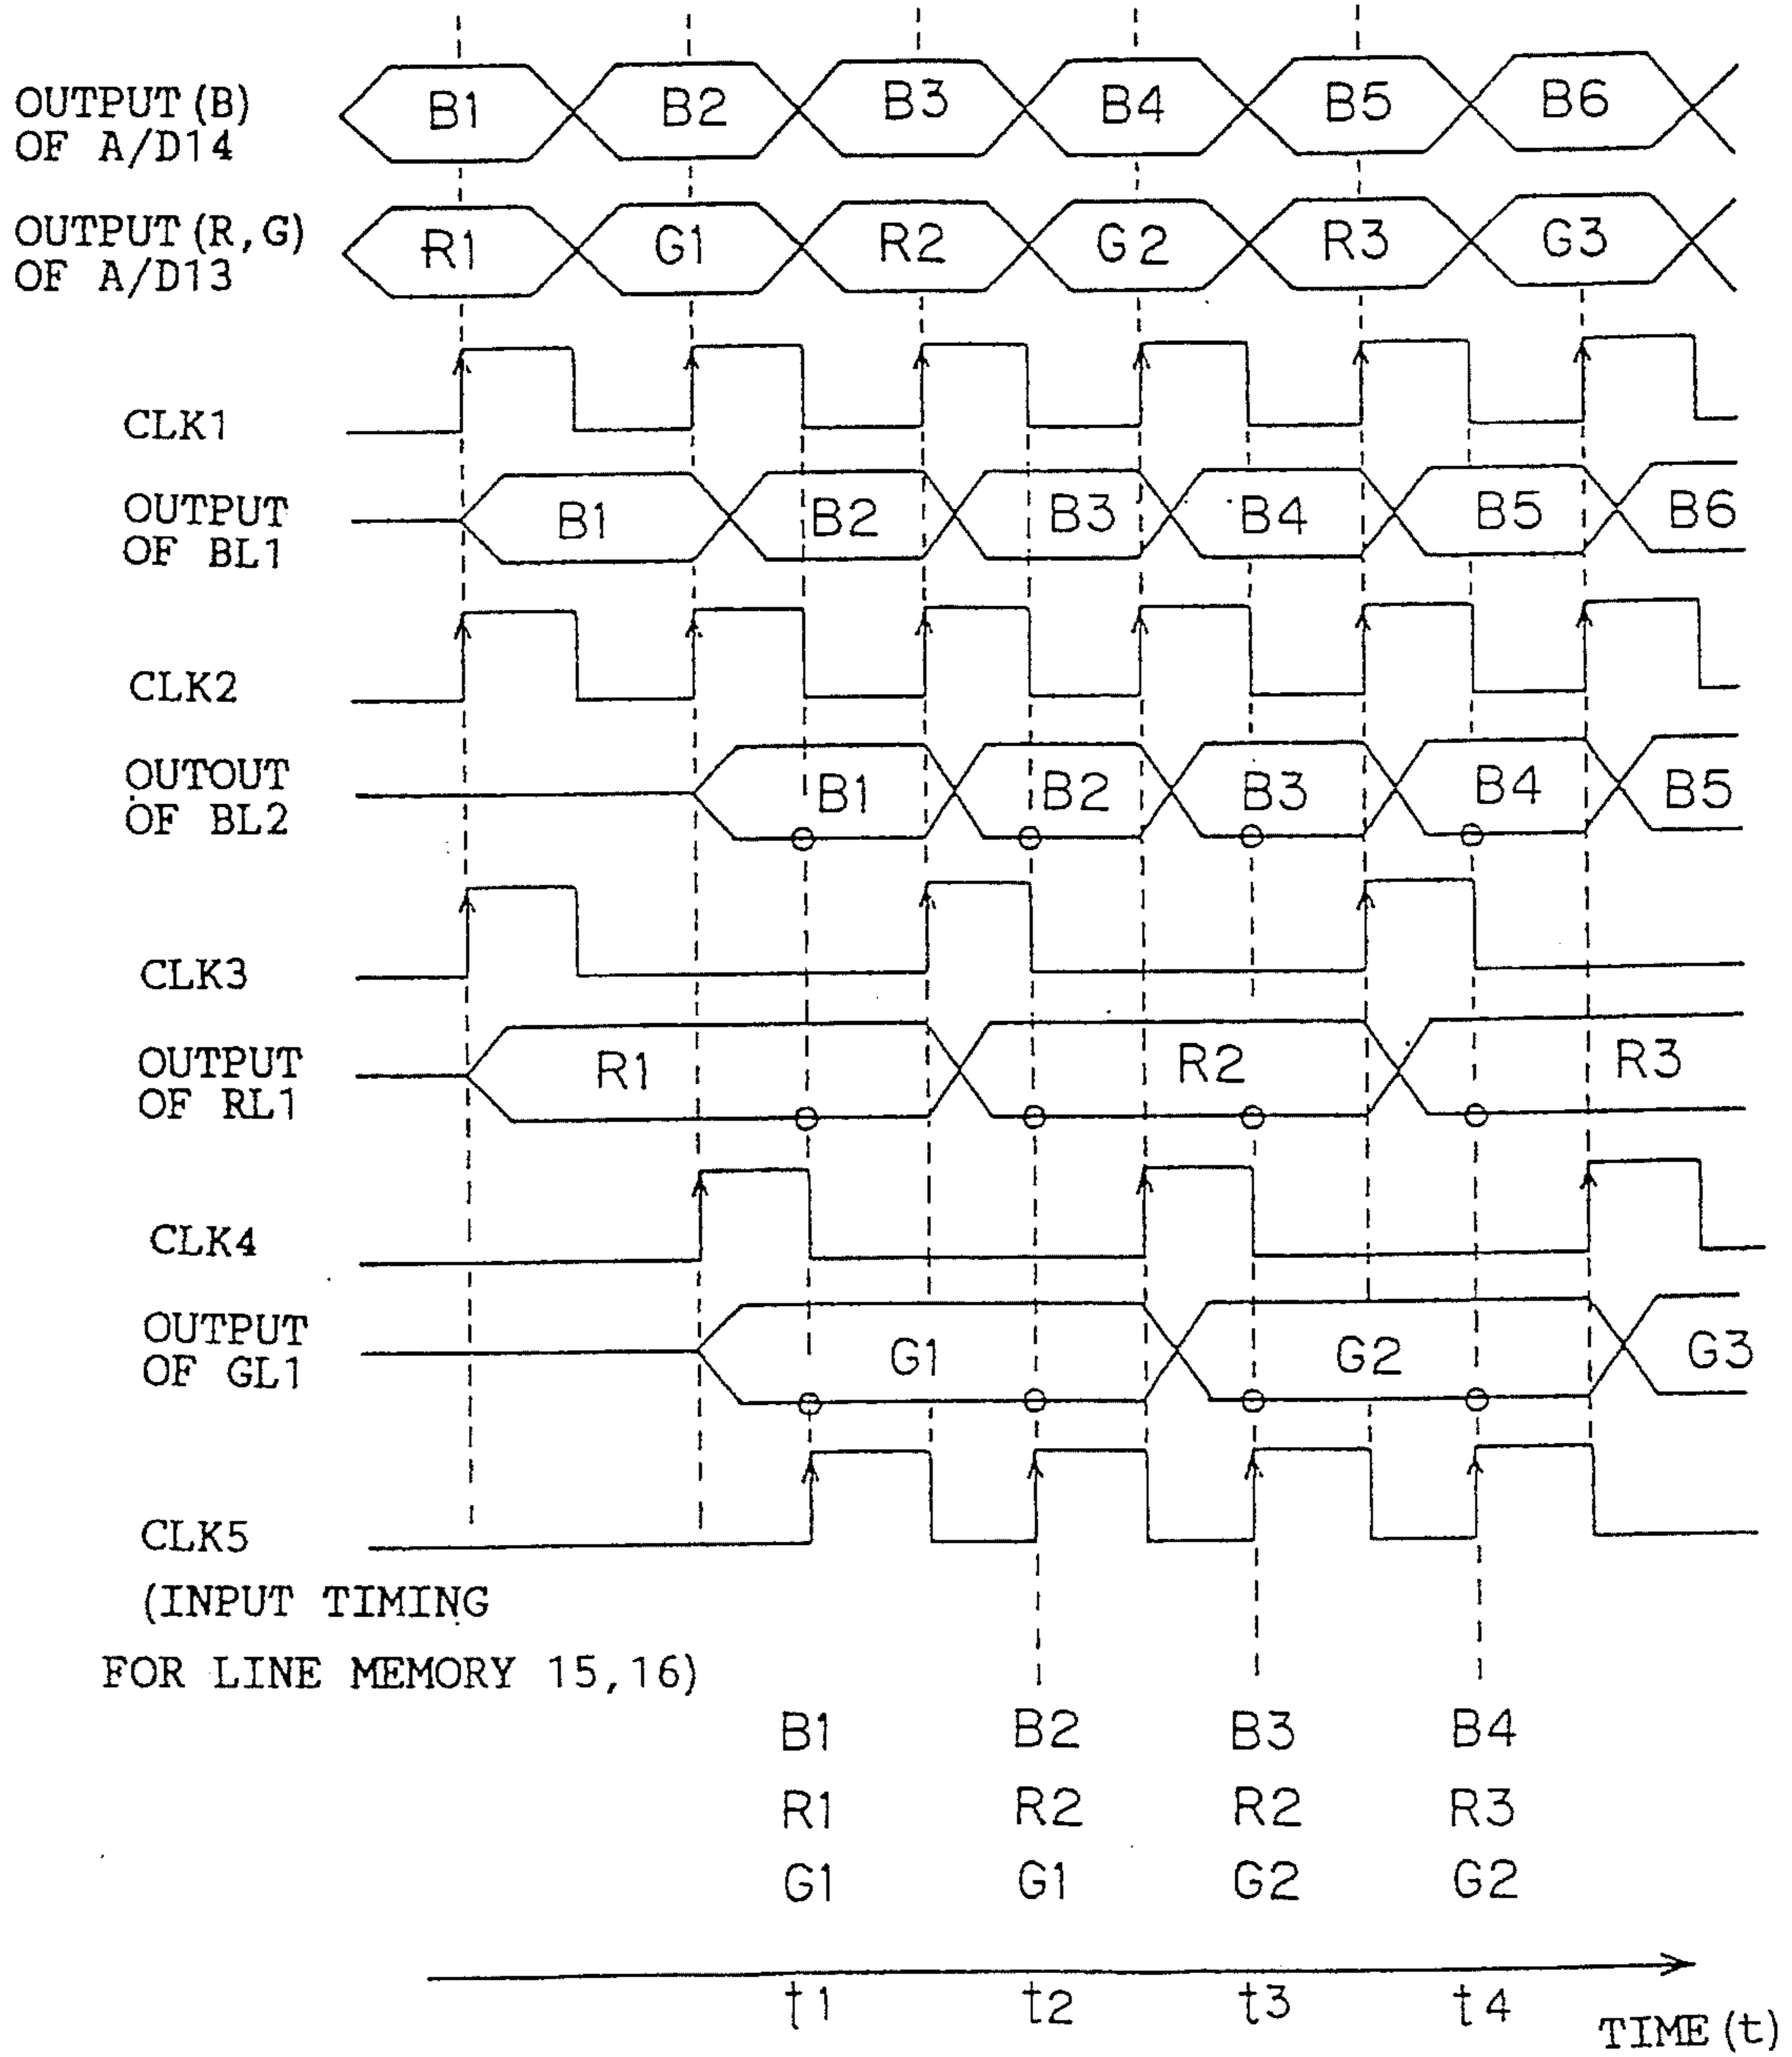 OUTPUT (B)
OF A/D14
B1 B2 B3 B4 B5 B6
OUTPUT (R,G)
OF A/D13
R1 G1 R2 G2 R3 G3
CLK1
OUTPUT
OF BL1
B1 B2 B3 B4 B5 B6
CLK2
OUTOUT
OF BL2
B1 B2 B3 B4 B5
CLK3
OUTPUT
OF RL1
R1 R2 R3
CLK4
OUTPUT
OF GL1
G1 G2 G3
CLK5
(INPUT TIMING
FOR LINE MEMORY 15,16)
B1 B2 B3 B4
R1 R2 R2 R3
G1 G1 G2 G2
t1 t2 t3 t4
TIME (t)